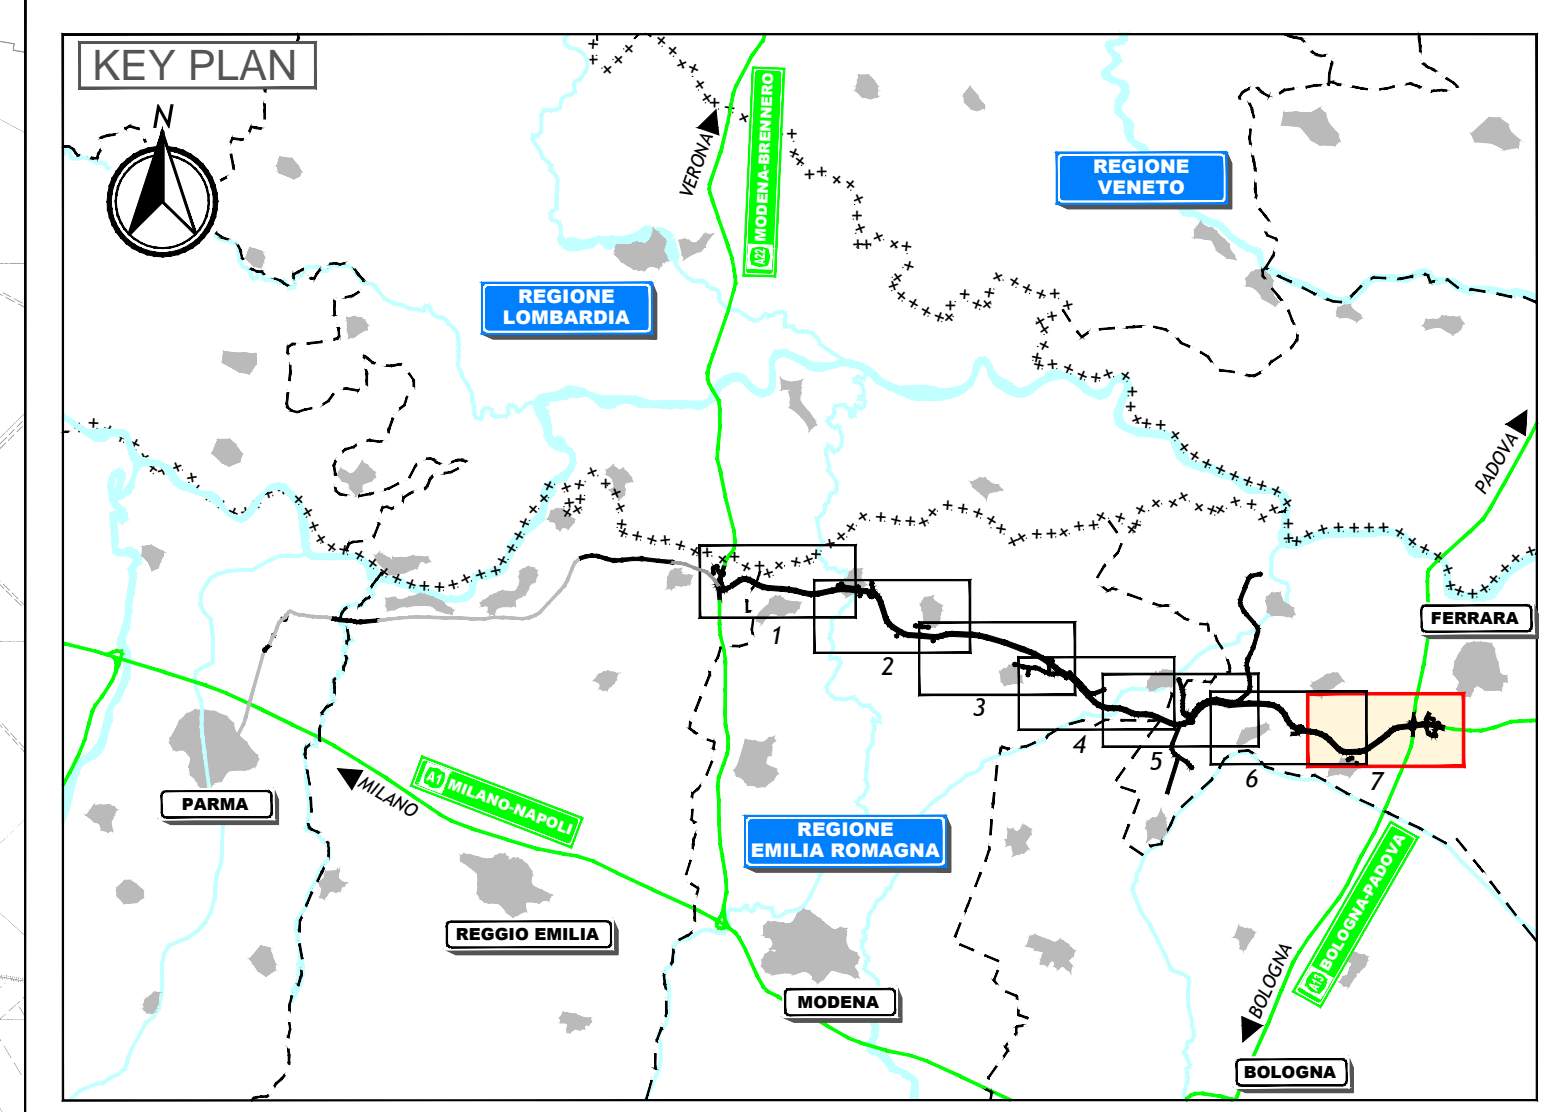 KEY PLAN
N
VERONA
A22 MODENA-BRENNERO
REGIONE
VENETO
REGIONE
LOMBARDIA
PADOVA
FERRARA
1
1
2
3
4
5
6
7
PARMA
MILANO
A1 MILANO-NAPOLI
REGIONE
EMILIA ROMAGNA
A13 BOLOGNA-PADOVA
REGGIO EMILIA
MODENA
BOLOGNA
BOLOGNA